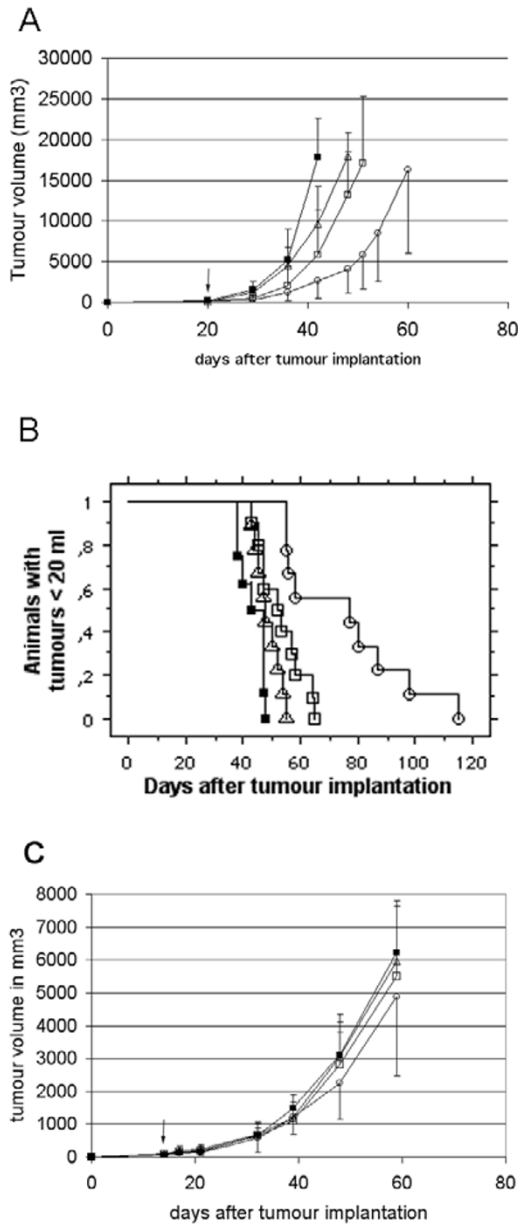 A
Tumour volume (mm3)
30000
25000
20000
15000
10000
5000
0
0 20 40 60 80
days after tumour implantation
B
Animals with
tumours < 20 ml
1
,8
,6
,4
,2
0
0 20 40 60 80 100 120
Days after tumour implantation
C
tumour volume in mm3
8000
7000
6000
5000
4000
3000
2000
1000
0
0 20 40 60 80
days after tumour implantation